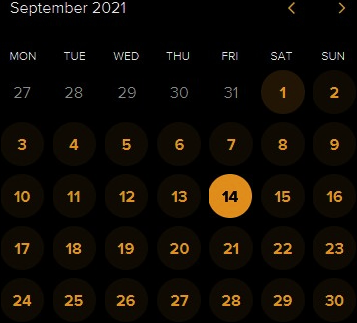 September 2021
MON TUE WED THU FRI SAT SUN
27 28 29 30 31 1 2
3 4 5 6 7 8 9
10 11 12 13 14 15 16
17 18 19 20 21 22 23
24 25 26 27 28 29 30